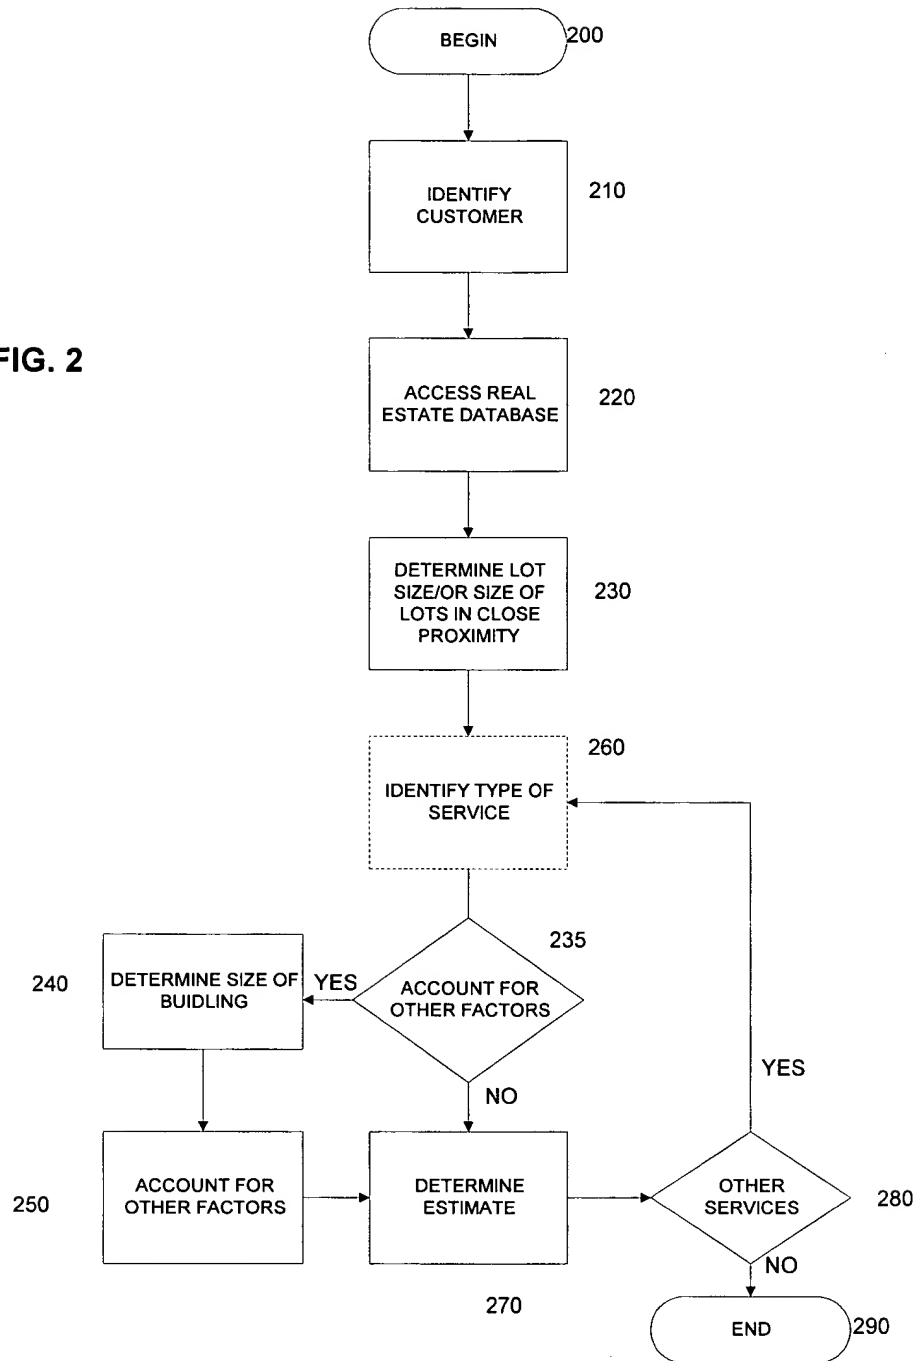 BEGIN
200
IDENTIFY
CUSTOMER
210
FIG. 2
ACCESS REAL
ESTATE DATABASE
220
DETERMINE LOT
SIZE/OR SIZE OF
LOTS IN CLOSE
PROXIMITY
230
260
IDENTIFY TYPE OF
SERVICE
235
240
DETERMINE SIZE OF
BUIDLING
YES
ACCOUNT FOR
OTHER FACTORS
YES
NO
250
ACCOUNT FOR
OTHER FACTORS
DETERMINE
ESTIMATE
OTHER
SERVICES
280
NO
270
END
290